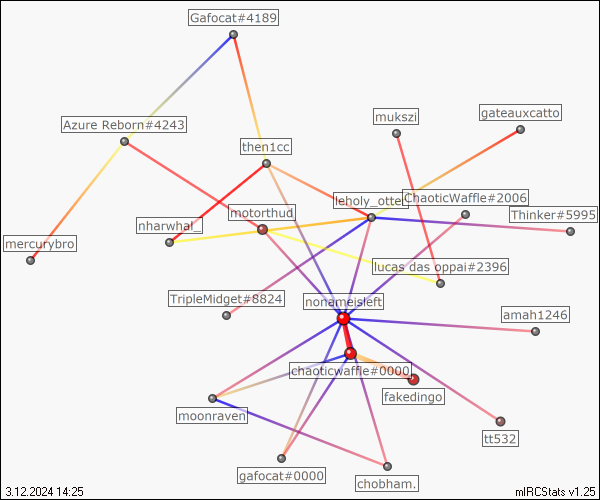 Gafocat#4189
Azure Reborn#4243
mukszi
gateauxcatto
then1cc
leholy_otter
ChaoticWaffle#2006
motorthud
Thinker#5995
nharwhal_
mercurybro
lucas das oppai#2396
TripleMidget#8824
nonameisleft
amah1246
chaoticwaffle#0000
fakedingo
moonraven
tt532
gafocat#0000
chobham.
3.12.2024 14:25
mIRCStats v1.25